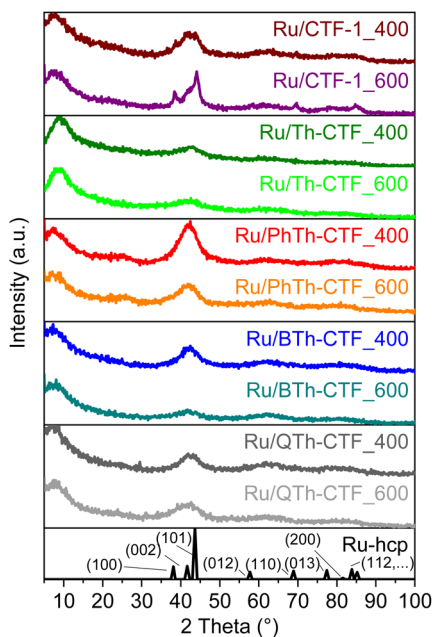 Ru/CTF-1_400
Ru/CTF-1_600
Ru/Th-CTF_400
Ru/Th-CTF_600
Ru/PhTh-CTF_400
Ru/PhTh-CTF_600
Ru/BTh-CTF_400
Ru/BTh-CTF_600
Ru/QTh-CTF_400
Ru/QTh-CTF_600
Ru-hcp
(100)
(002)
(101)
(012)
(110)
(013)
(200)
(112,...)
10 20 30 40 50 60 70 80 90 100
2 Theta (°)
Intensity (a.u.)